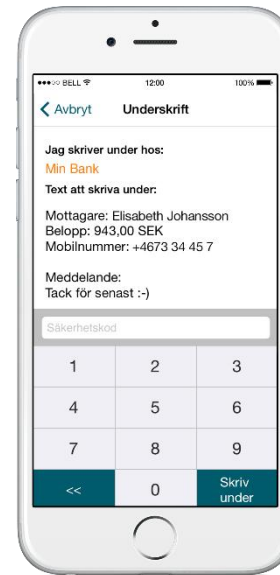 BELL 12:00 100%
Avbryt Underskrift
Jag skriver under hos:
Min Bank
Text att skriva under:
Mottagare: Elisabeth Johansson
Belopp: 943,00 SEK
Mobilnummer: +4673 34 45 7
Meddelande:
Tack för senast :-)
Säkerhetskod
1 2 3
4 5 6
7 8 9
<< 0 Skriv
under